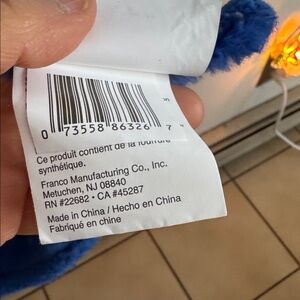 0 73558 86326 7
Ce produit contient de la fourrure
synthétique.
Franco Manufacturing Co., Inc.
Metuchen, NJ 08840
RN #22682 • CA #45287
Made in China / Hecho en China
Fabriqué en chine